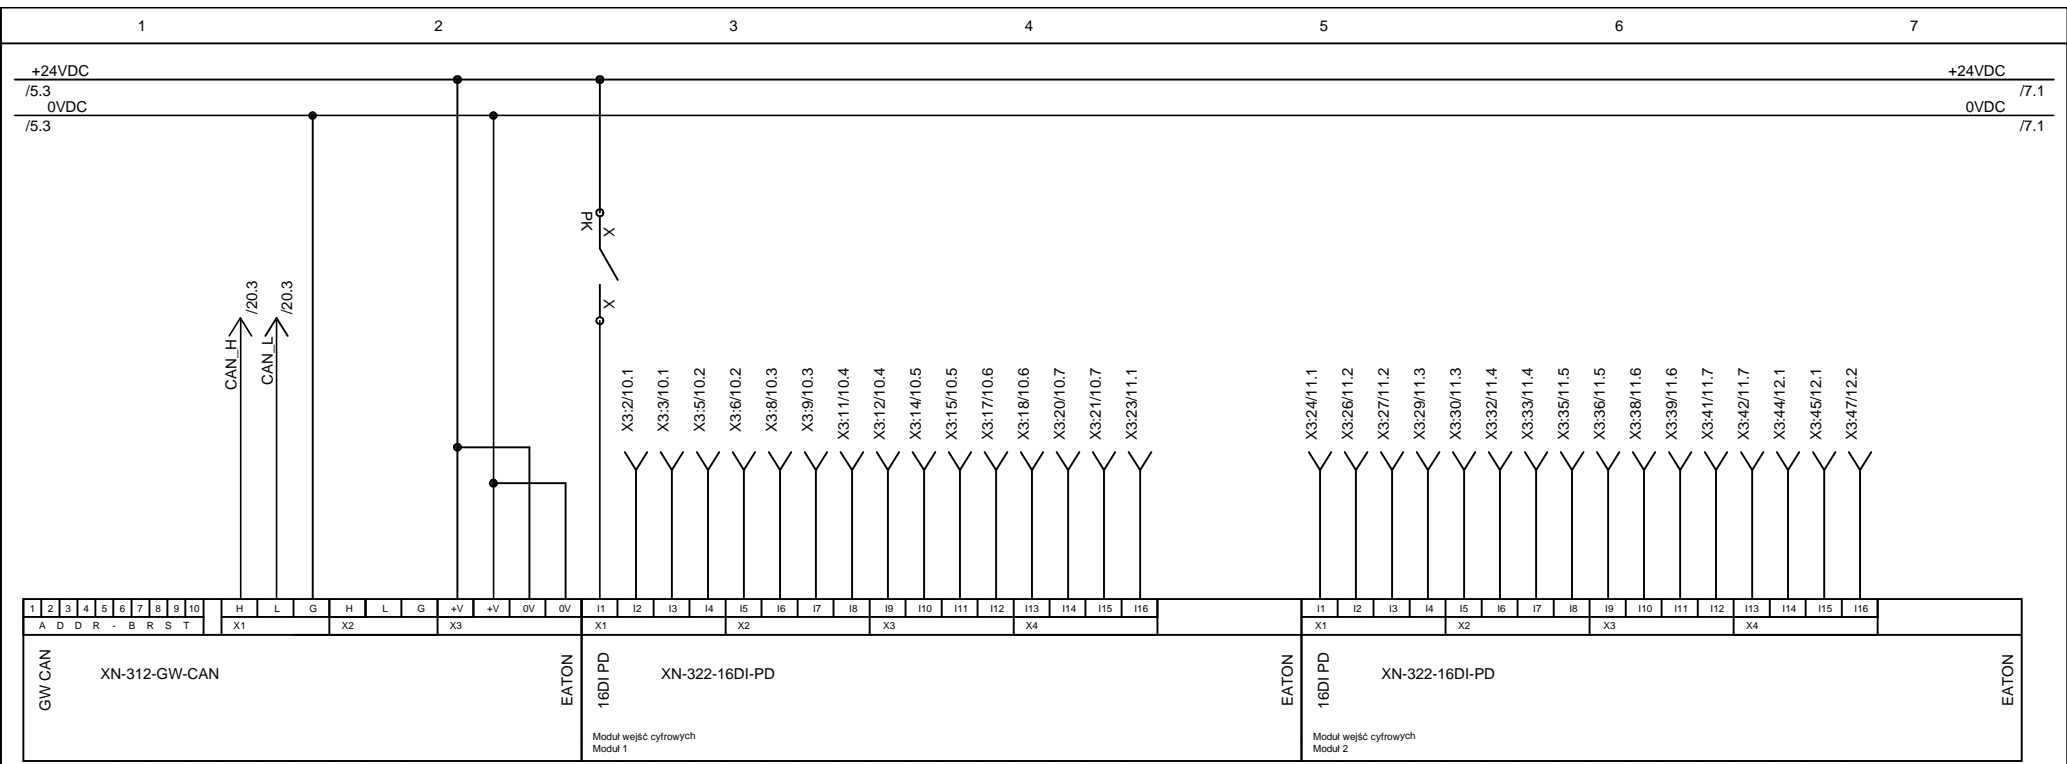 1 2 3 4 5 6 7
+24VDC +24VDC
/5.3 /7.1
0VDC 0VDC
/5.3 /7.1
PK
X
X
CAN_H /20.3
CAN_L /20.3
X3:2/10.1
X3:3/10.1
X3:5/10.2
X3:6/10.2
X3:8/10.3
X3:9/10.3
X3:11/10.4
X3:12/10.4
X3:14/10.5
X3:15/10.5
X3:17/10.6
X3:18/10.6
X3:20/10.7
X3:21/10.7
X3:23/11.1
X3:24/11.1
X3:26/11.2
X3:27/11.2
X3:29/11.3
X3:30/11.3
X3:32/11.4
X3:33/11.4
X3:35/11.5
X3:36/11.5
X3:38/11.6
X3:39/11.6
X3:41/11.7
X3:42/11.7
X3:44/12.1
X3:45/12.1
X3:47/12.2
1 2 3 4 5 6 7 8 9 10 H L G H L G +V +V 0V 0V
A D D R - B R S T X1 X2 X3
GW CAN
XN-312-GW-CAN
EATON
I1 I2 I3 I4 I5 I6 I7 I8 I9 I10 I11 I12 I13 I14 I15 I16
X1 X2 X3 X4
16DI PD
XN-322-16DI-PD
EATON
Moduł wejść cyfrowych
Moduł 1
I1 I2 I3 I4 I5 I6 I7 I8 I9 I10 I11 I12 I13 I14 I15 I16
X1 X2 X3 X4
16DI PD
XN-322-16DI-PD
EATON
Moduł wejść cyfrowych
Moduł 2